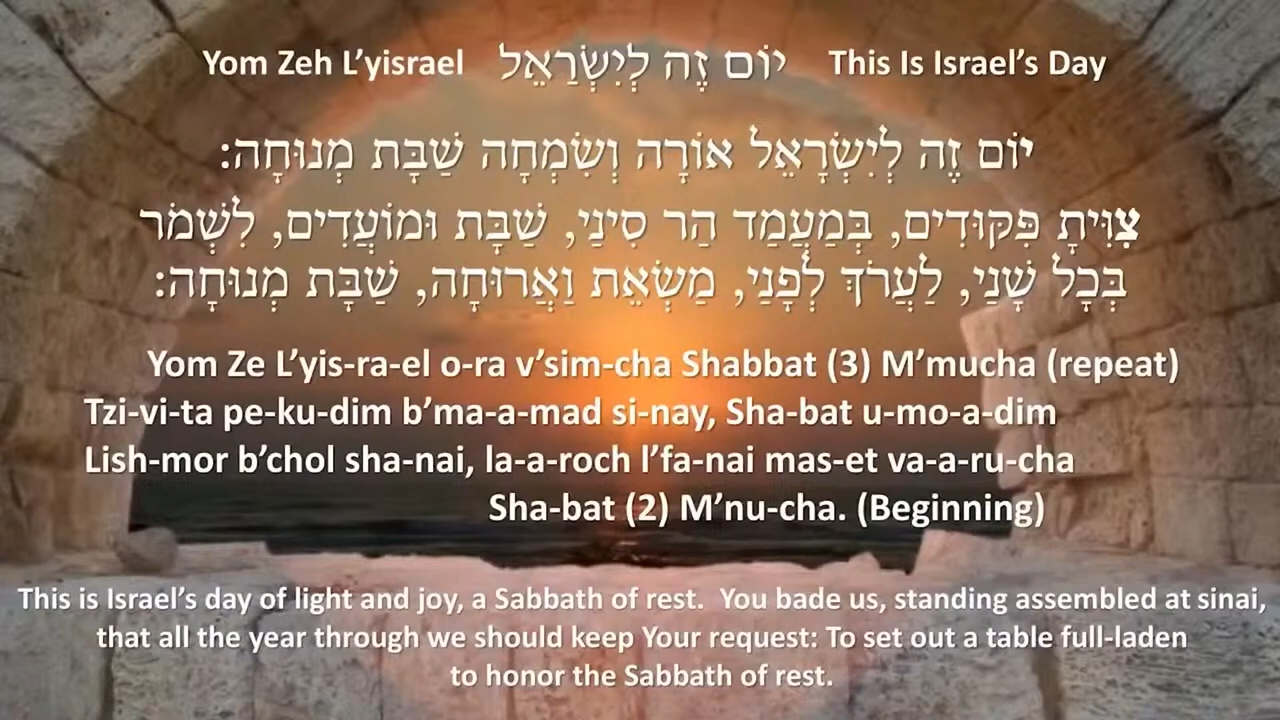 Yom Zeh L’yisrael יוֹם זֶה לְיִשְׂרַאֵל This Is Israel’s Day
יוֹם זֶה לְיִשְׂרָאֵל אוֹרָה וְשִׂמְחָה שַׁבָּת מְנוּחָה:
צִוִּיתָ פִּקּוּדִים, בְּמַעֲמַד הַר סִינַי, שַׁבָּת וּמוֹעֲדִים, לִשְׁמֹר
בְּכָל שָׁנַי, לַעֲרֹךְ לְפָנַי, מַשְׂאֵת וַאֲרוּחָה, שַׁבָּת מְנוּחָה:
Yom Ze L’yis-ra-el o-ra v’sim-cha Shabbat (3) M’mucha (repeat)
Tzi-vi-ta pe-ku-dim b’ma-a-mad si-nay, Sha-bat u-mo-a-dim
Lish-mor b’chol sha-nai, la-a-roch l’fa-nai mas-et va-a-ru-cha
Sha-bat (2) M’nu-cha. (Beginning)
This is Israel’s day of light and joy, a Sabbath of rest. You bade us, standing assembled at sinai,
that all the year through we should keep Your request: To set out a table full-laden
to honor the Sabbath of rest.